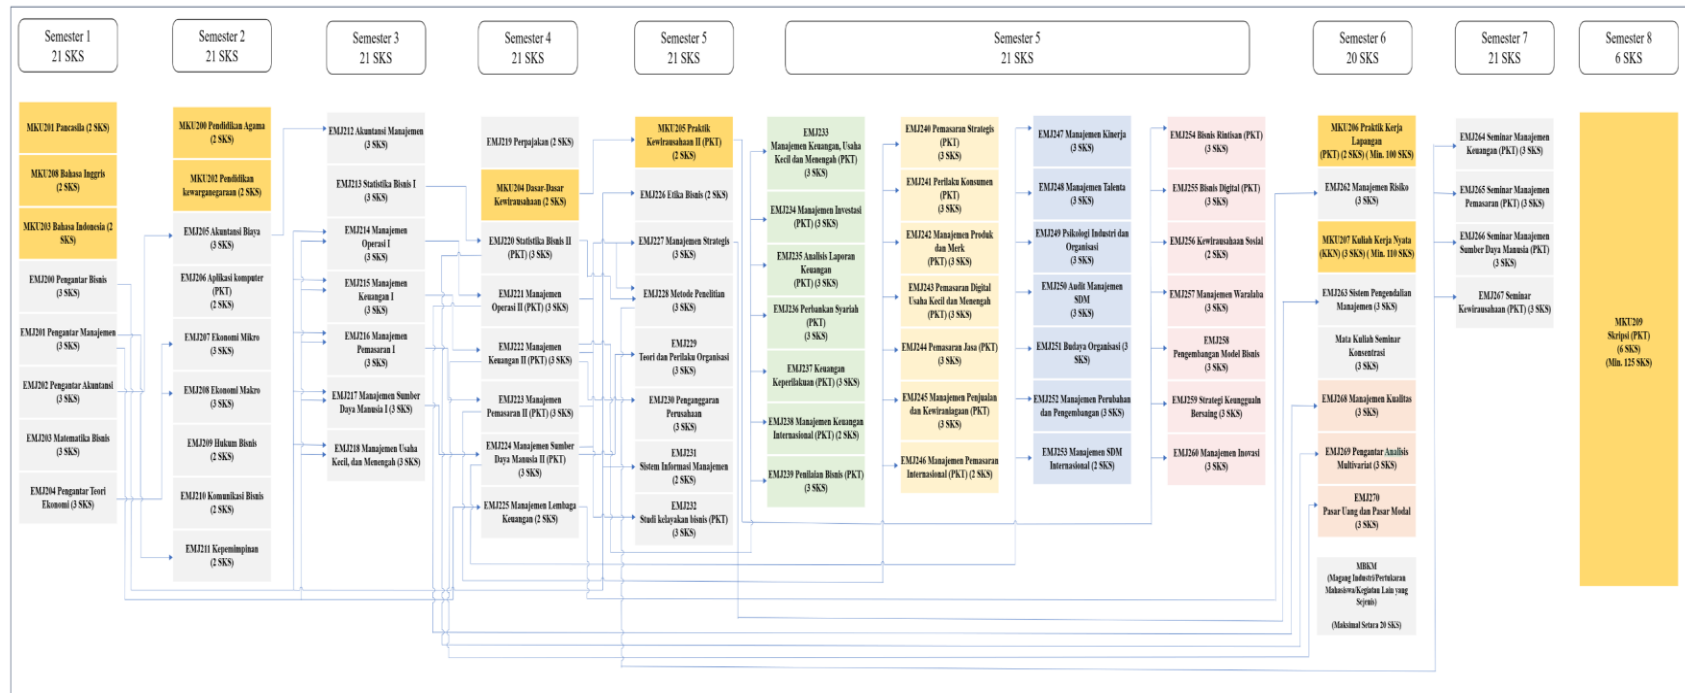 Semester 1
21 SKS
Semester 2
21 SKS
Semester 3
21 SKS
Semester 4
21 SKS
Semester 5
21 SKS
Semester 5
21 SKS
Semester 6
20 SKS
Semester 7
21 SKS
Semester 8
6 SKS
MKU201 Pancasila (2 SKS)
MKU208 Bahasa Inggris
(2 SKS)
MKU203 Bahasa Indonesia (2
SKS)
EMJ200 Pengantar Bisnis
(3 SKS)
EMJ201 Pengantar Manajemen
(3 SKS)
EMJ202 Pengantar Akuntansi
(3 SKS)
EMJ203 Matematika Bisnis
(3 SKS)
EMJ204 Pengantar Teori
Ekonomi (3 SKS)
MKU200 Pendidikan Agama
(2 SKS)
MKU202 Pendidikan
kewarganegaraan (2 SKS)
EMJ205 Akuntansi Biaya
(3 SKS)
EMJ206 Aplikasi komputer
(PKT)
(2 SKS)
EMJ207 Ekonomi Mikro
(3 SKS)
EMJ208 Ekonomi Makro
(3 SKS)
EMJ209 Hukum Bisnis
(2 SKS)
EMJ210 Komunikasi Bisnis
(2 SKS)
EMJ211 Kepemimpinan
(2 SKS)
EMJ212 Akuntansi Manajemen
(3 SKS)
EMJ213 Statistika Bisnis I
(3 SKS)
EMJ214 Manajemen
Operasi I
(3 SKS)
EMJ215 Manajemen
Keuangan I
(3 SKS)
EMJ216 Manajemen
Pemasaran I
(3 SKS)
EMJ217 Manajemen Sumber
Daya Manusia I (3 SKS)
EMJ218 Manajemen Usaha
Kecil, dan Menengah (3 SKS)
EMJ219 Perpajakan (2 SKS)
MKU204 Dasar-Dasar
Kewirausahaan (2 SKS)
EMJ220 Statistika Bisnis II
(PKT) (3 SKS)
EMJ221 Manajemen
Operasi II (PKT) (3 SKS)
EMJ222 Manajemen
Keuangan II (PKT) (3 SKS)
EMJ223 Manajemen
Pemasaran II (PKT) (3 SKS)
EMJ224 Manajemen Sumber
Daya Manusia II (PKT)
(3 SKS)
EMJ225 Manajemen Lembaga
Keuangan (2 SKS)
MKU205 Praktik
Kewirausahaan II (PKT)
(2 SKS)
EMJ226 Etika Bisnis (2 SKS)
EMJ227 Manajemen Strategis
(3 SKS)
EMJ228 Metode Penelitian
(3 SKS)
EMJ229
Teori dan Perilaku Organisasi
(3 SKS)
EMJ230 Penganggaran
Perusahaan
(3 SKS)
EMJ231
Sistem Informasi Manajemen
(2 SKS)
EMJ232
Studi kelayakan bisnis (PKT)
(3 SKS)
EMJ233
Manajemen Keuangan, Usaha
Kecil dan Menengah (PKT)
(3 SKS)
EMJ234 Manajemen Investasi
(PKT) (3 SKS)
EMJ235 Analisis Laporan
Keuangan
(PKT) (3 SKS)
EMJ236 Perbankan Syariah
(PKT)
(3 SKS)
EMJ237 Keuangan
Keperilakuan (PKT) (3 SKS)
EMJ238 Manajemen Keuangan
Internasional (PKT) (2 SKS)
EMJ239 Penilaian Bisnis (PKT)
(3 SKS)
EMJ240 Pemasaran Strategis
(PKT)
(3 SKS)
EMJ241 Perilaku Konsumen
(PKT)
(3 SKS)
EMJ242 Manajemen Produk
dan Merk
(PKT) (3 SKS)
EMJ243 Pemasaran Digital
Usaha Kecil dan Menengah
(PKT) (3 SKS)
EMJ244 Pemasaran Jasa (PKT)
(3 SKS)
EMJ245 Manajemen Penjualan
dan Kewiraniagaan (PKT)
(3 SKS)
EMJ246 Manajemen Pemasaran
Internasional (PKT) (2 SKS)
EMJ247 Manajemen Kinerja
(3 SKS)
EMJ248 Manajemen Talenta
(3 SKS)
EMJ249 Psikologi Industri dan
Organisasi
(3 SKS)
EMJ250 Audit Manajemen
SDM
(3 SKS)
EMJ251 Budaya Organisasi (3
SKS)
EMJ252 Manajemen Perubahan
dan Pengembangan (3 SKS)
EMJ253 Manajemen SDM
Internasional (2 SKS)
EMJ254 Bisnis Rintisan (PKT)
(3 SKS)
EMJ255 Bisnis Digital (PKT)
(3 SKS)
EMJ256 Kewirausahaan Sosial
(2 SKS)
EMJ257 Manajemen Waralaba
(3 SKS)
EMJ258
Pengembangan Model Bisnis
(3 SKS)
EMJ259 Strategi Keunggulan
Bersaing (3 SKS)
EMJ260 Manajemen Inovasi
(3 SKS)
MKU206 Praktik Kerja
Lapangan
(PKT) (2 SKS) ( Min. 100 SKS)
EMJ262 Manajemen Risiko
(3 SKS)
MKU207 Kuliah Kerja Nyata
(KKN) (3 SKS) ( Min. 110 SKS)
EMJ263 Sistem Pengendalian
Manajemen (3 SKS)
Mata Kuliah Seminar
Konsentrasi
(3 SKS)
EMJ268 Manajemen Kualitas
(3 SKS)
EMJ269 Pengantar Analisis
Multivariat (3 SKS)
EMJ270
Pasar Uang dan Pasar Modal
(3 SKS)
MBKM
(Magang Industri/Pertukaran
Mahasiswa/Kegiatan Lain yang
Sejenis)
(Maksimal Setara 20 SKS)
EMJ264 Seminar Manajemen
Keuangan (PKT) (3 SKS)
EMJ265 Seminar Manajemen
Pemasaran (PKT) (3 SKS)
EMJ266 Seminar Manajemen
Sumber Daya Manusia (PKT)
(3 SKS)
EMJ267 Seminar
Kewirausahaan (PKT) (3 SKS)
MKU209
Skripsi (PKT)
(6 SKS)
(Min. 125 SKS)